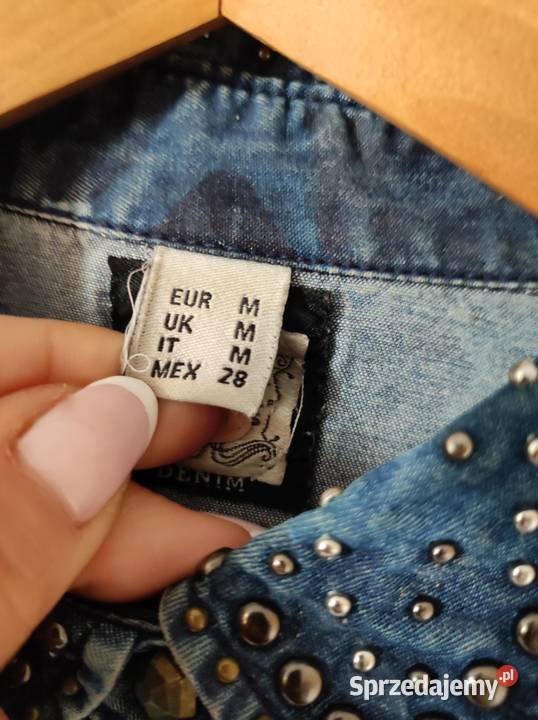 EUR M
UK M
IT M
MEX 28
DENIM
Sprzedajemy.pl